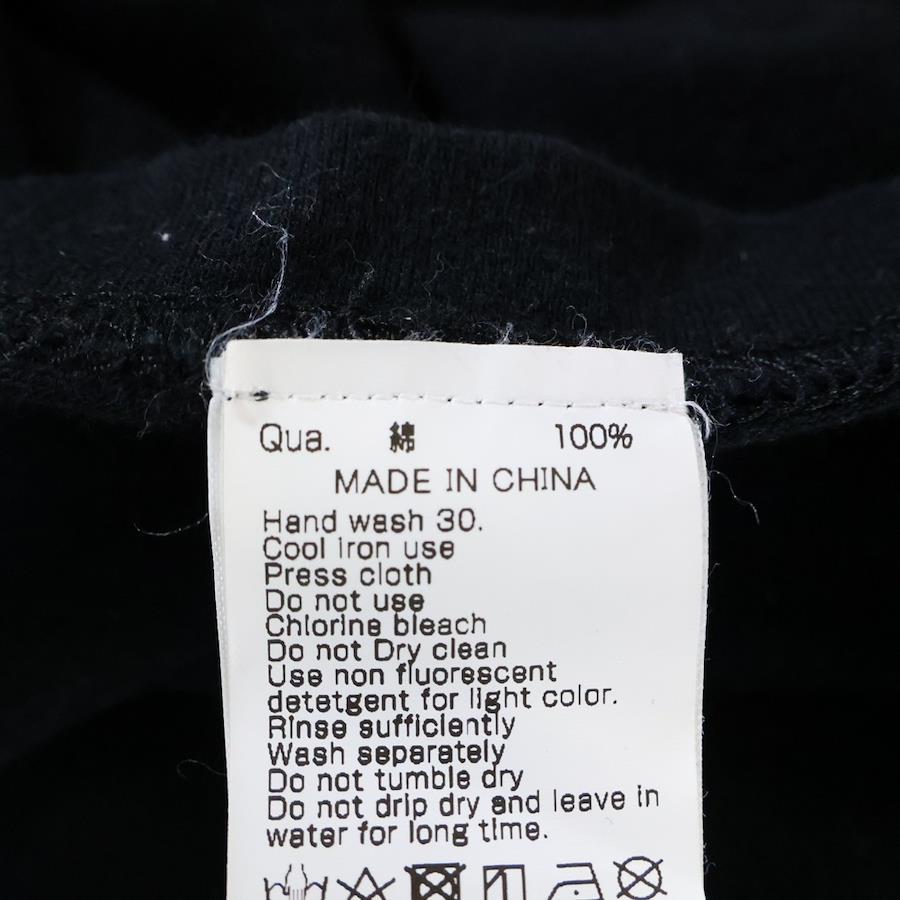 Qua. 綿 100%
MADE IN CHINA
Hand wash 30.
Cool iron use
Press cloth
Do not use
Chlorine bleach
Do not Dry clean
Use non fluorescent
detetgent for light color.
Rinse sufficiently
Wash separately
Do not tumble dry
Do not drip dry and leave in
water for long time.